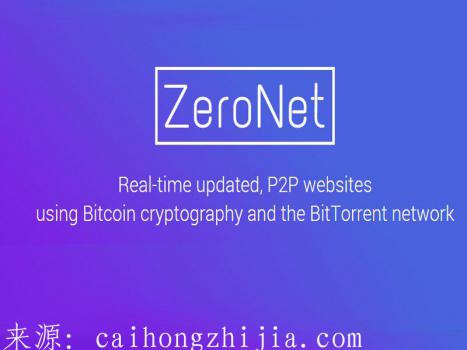 ZeroNet
Real-time updated, P2P websites
using Bitcoin cryptography and the BitTorrent network
来源: caihongzhijia.com